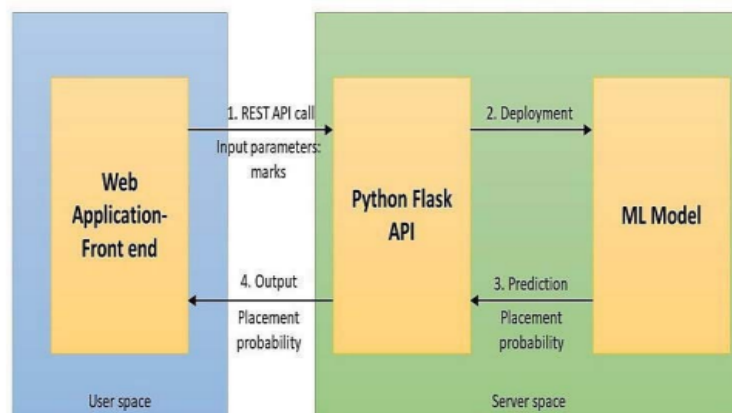 1. REST API call
Input parameters:
marks
2. Deployment
Web
Application-
Front end
Python Flask
API
ML Model
4. Output
Placement
probability
3. Prediction
Placement
probability
User space
Server space